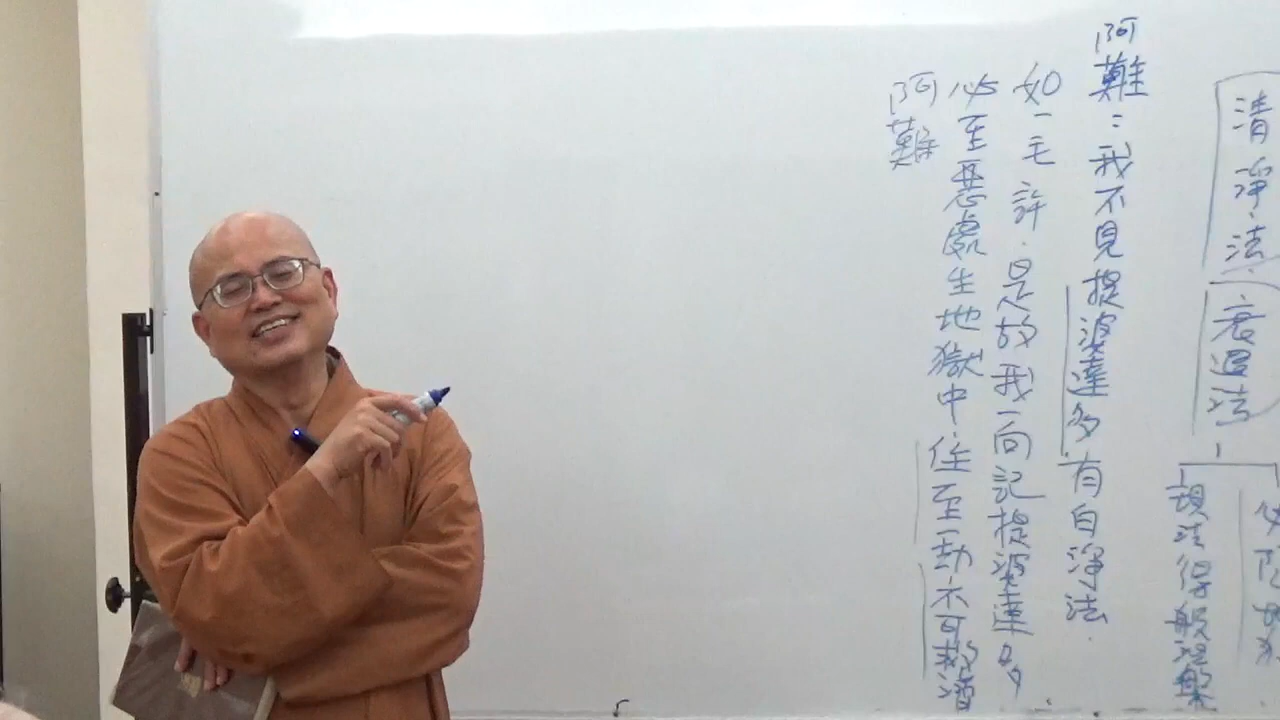 清淨法
衰退法
現法得般涅槃
阿難：我不見提婆達多有白淨法
如一毛許．是故我一向記提婆達多
必至惡處生地獄中住至一劫不可救濟
阿難